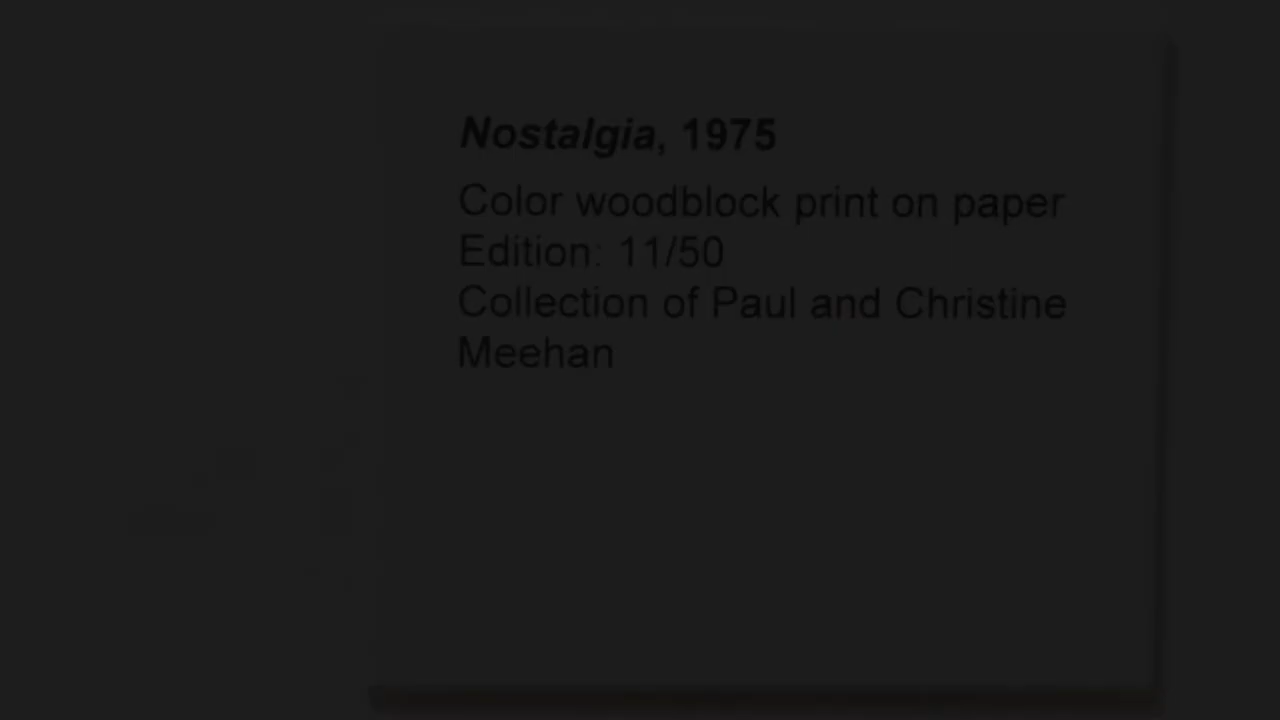 Nostalgia, 1975
Color woodblock print on paper
Edition: 11/50
Collection of Paul and Christine
Meehan